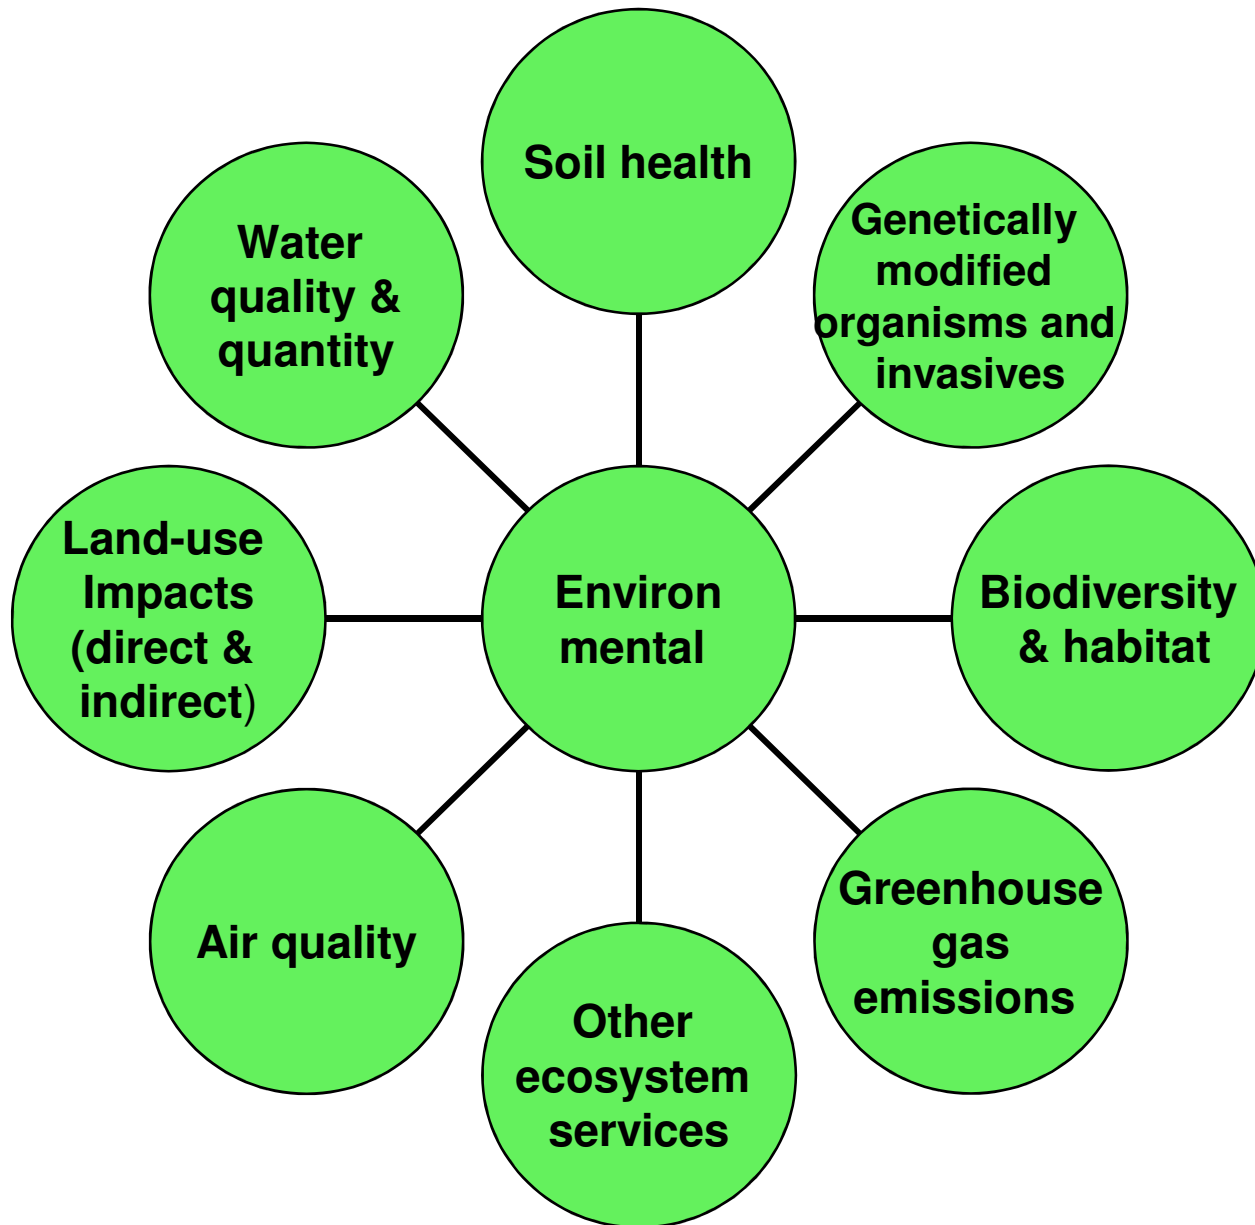 Soil health
Genetically
modified
organisms and
invasives
Water
quality &
quantity
Land-use
Impacts
(direct &
indirect)
Environ
mental
Biodiversity
& habitat
Greenhouse
gas
emissions
Air quality
Other
ecosystem
services